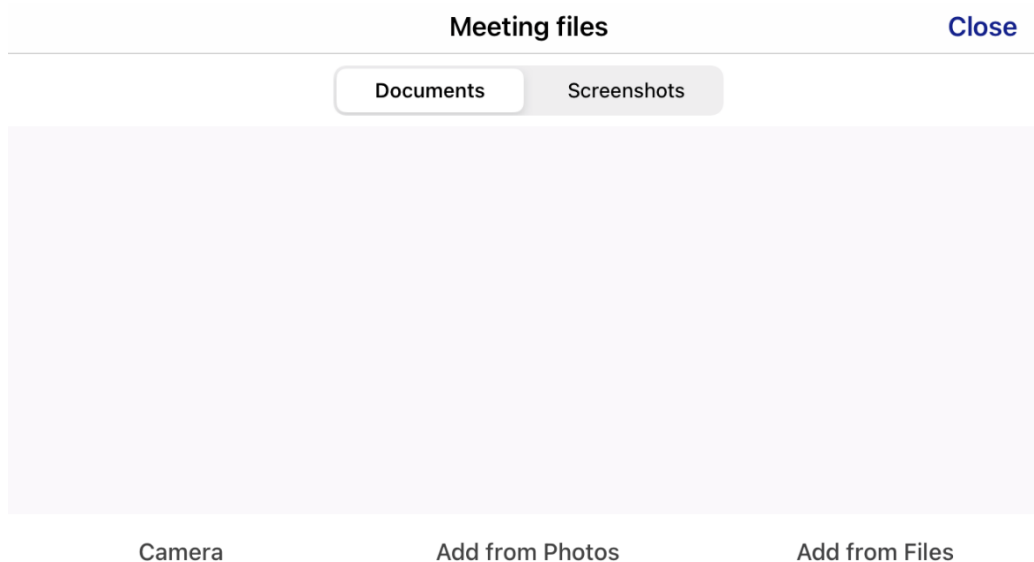 Meeting files
Close
Documents
Screenshots
Camera
Add from Photos
Add from Files